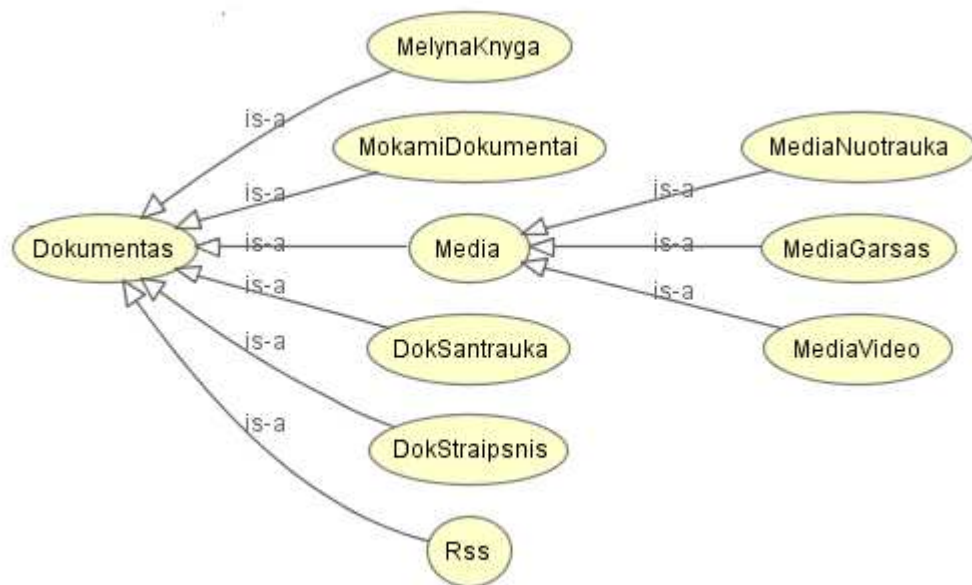 MelynaKnyga
is-a
MokamiDokumentai
MediaNuotrauka
is-a
is-a
Dokumentas
is-a
Media
is-a
MediaGarsas
is-a
is-a
DokSantrauka
MediaVideo
is-a
DokStraipsnis
is-a
Rss